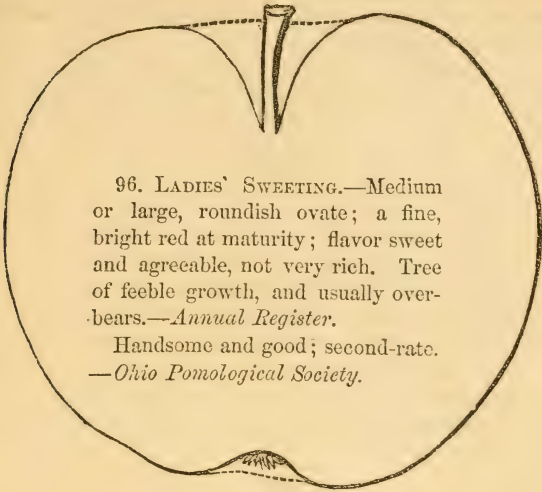 96. LADIES' SWEETING.—Medium
or large, roundish ovate; a fine,
bright red at maturity; flavor sweet
and agreeable, not very rich. Tree
of feeble growth, and usually over-
bears.—Annual Register.
Handsome and good; second-rate.
—Ohio Pomological Society.